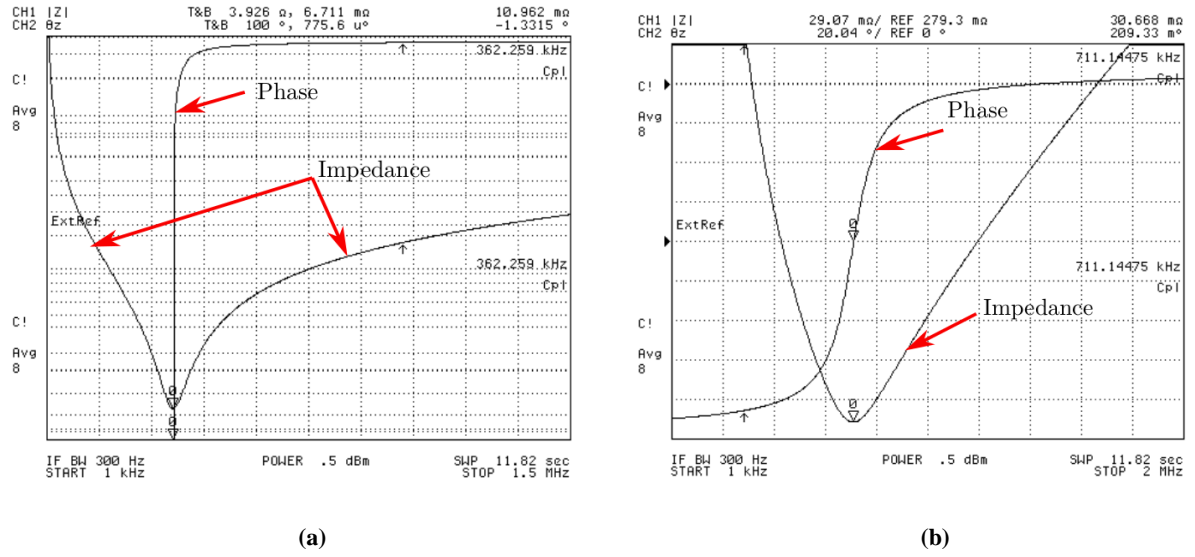 CH1 |Z| T&B 3.926 Ω, 6.711 mΩ 10.962 mΩ
CH2 θz T&B 100 °, 775.6 u° -1.3315 °
362.259 kHz
Cpl
C!
Phase
Avg
8
Impedance
ExtRef
362.259 kHz
Cpl
C!
Avg
8
0
0
IF BW 300 Hz POWER .5 dBm SWP 11.82 sec
START 1 kHz STOP 1.5 MHz
(a)
CH1 |Z| 29.07 mΩ/ REF 279.3 mΩ 30.668 mΩ
CH2 θz 20.04 °/ REF 0 ° 209.33 m°
711.14475 kHz
Cpl
C!
Phase
Avg
8
0
ExtRef
711.14475 kHz
Cpl
Impedance
C!
Avg
8
0
IF BW 300 Hz POWER .5 dBm SWP 11.82 sec
START 1 kHz STOP 2 MHz
(b)